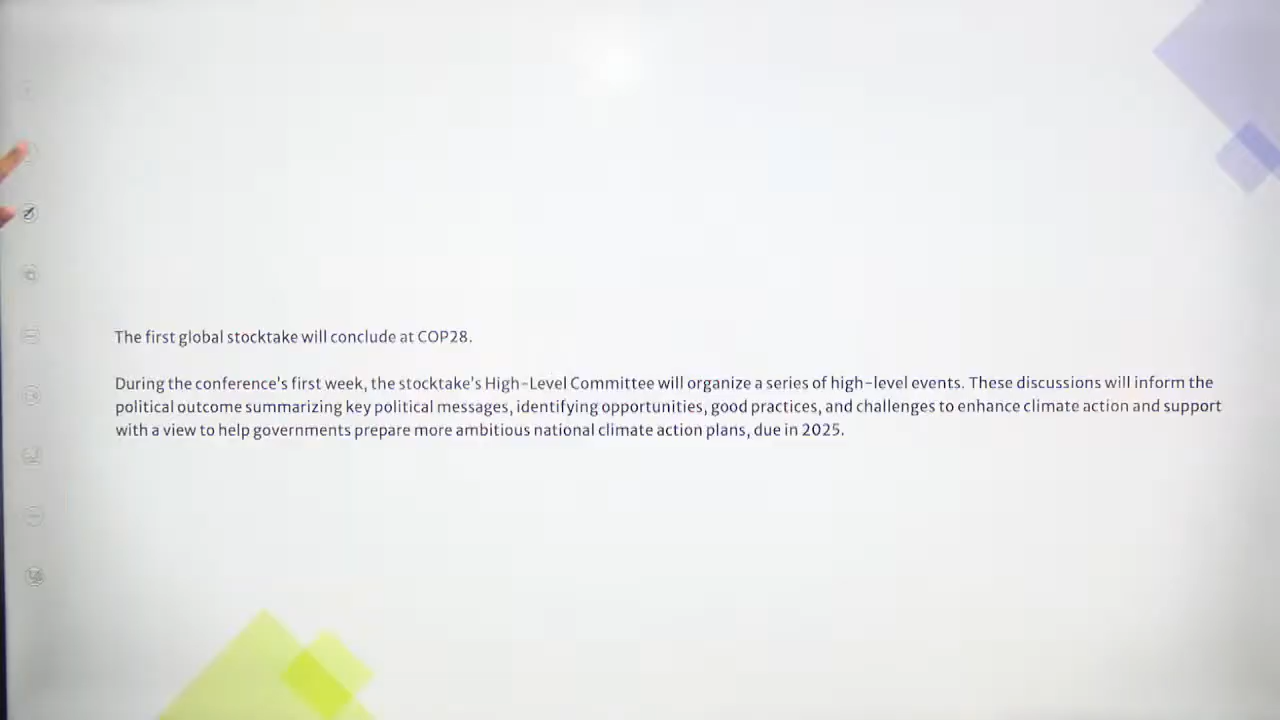 The first global stocktake will conclude at COP28.
During the conference's first week, the stocktake's High-Level Committee will organize a series of high-level events. These discussions will inform the
political outcome summarizing key political messages, identifying opportunities, good practices, and challenges to enhance climate action and support
with a view to help governments prepare more ambitious national climate action plans, due in 2025.